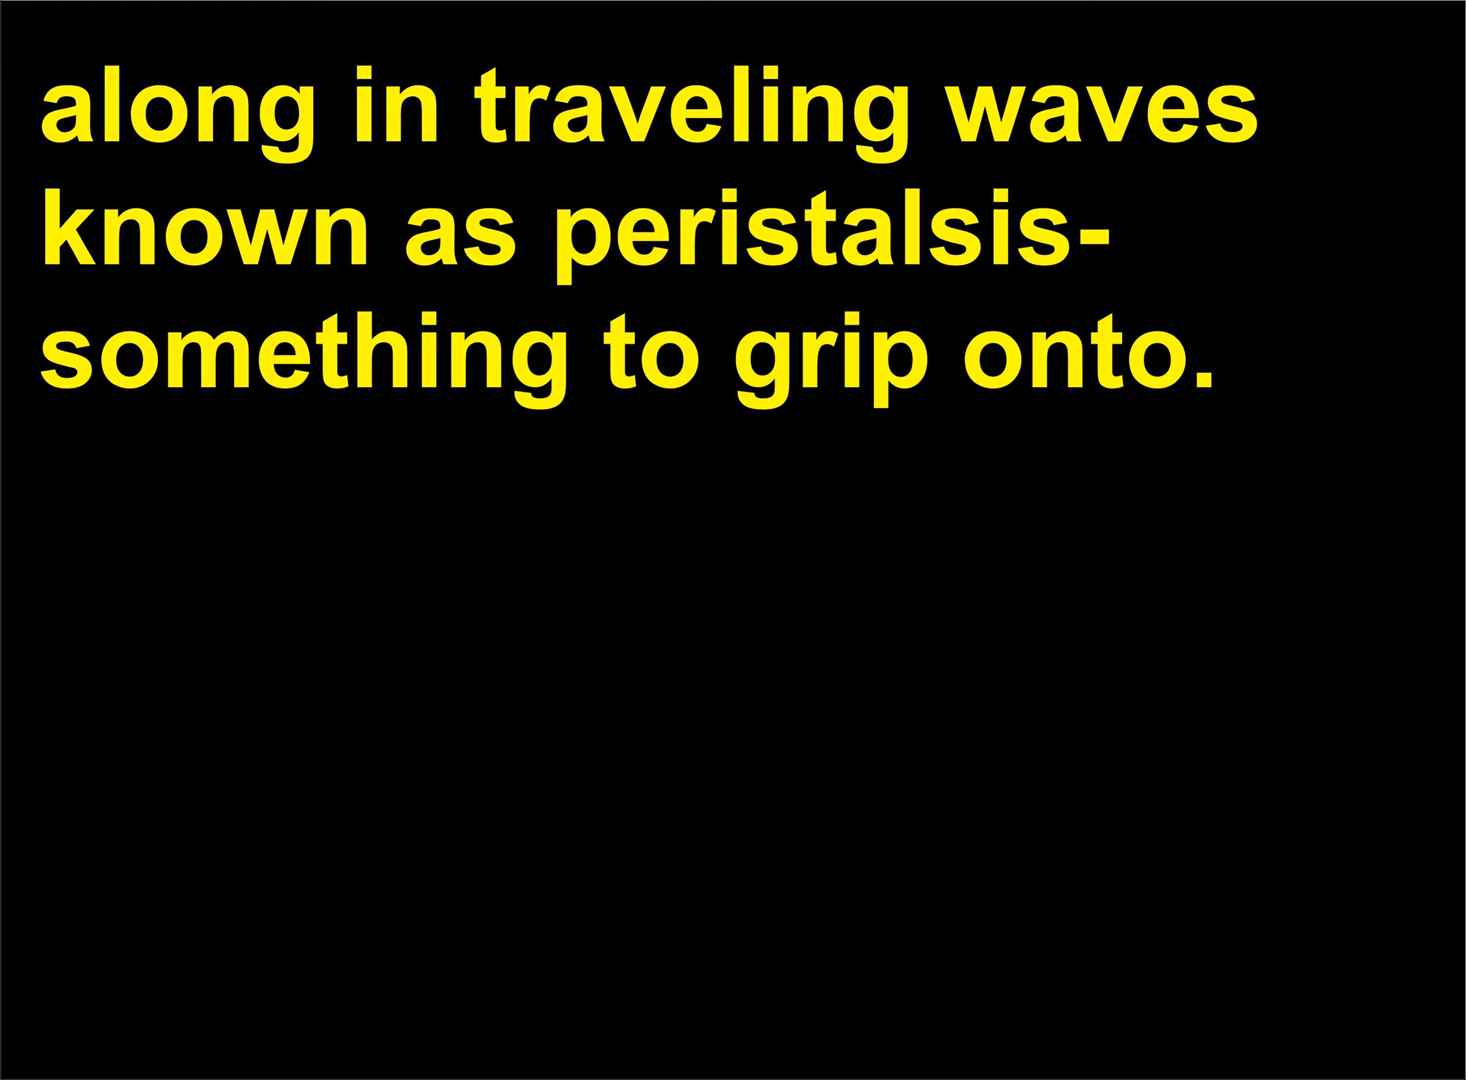 along in traveling waves
known as peristalsis-
something to grip onto.